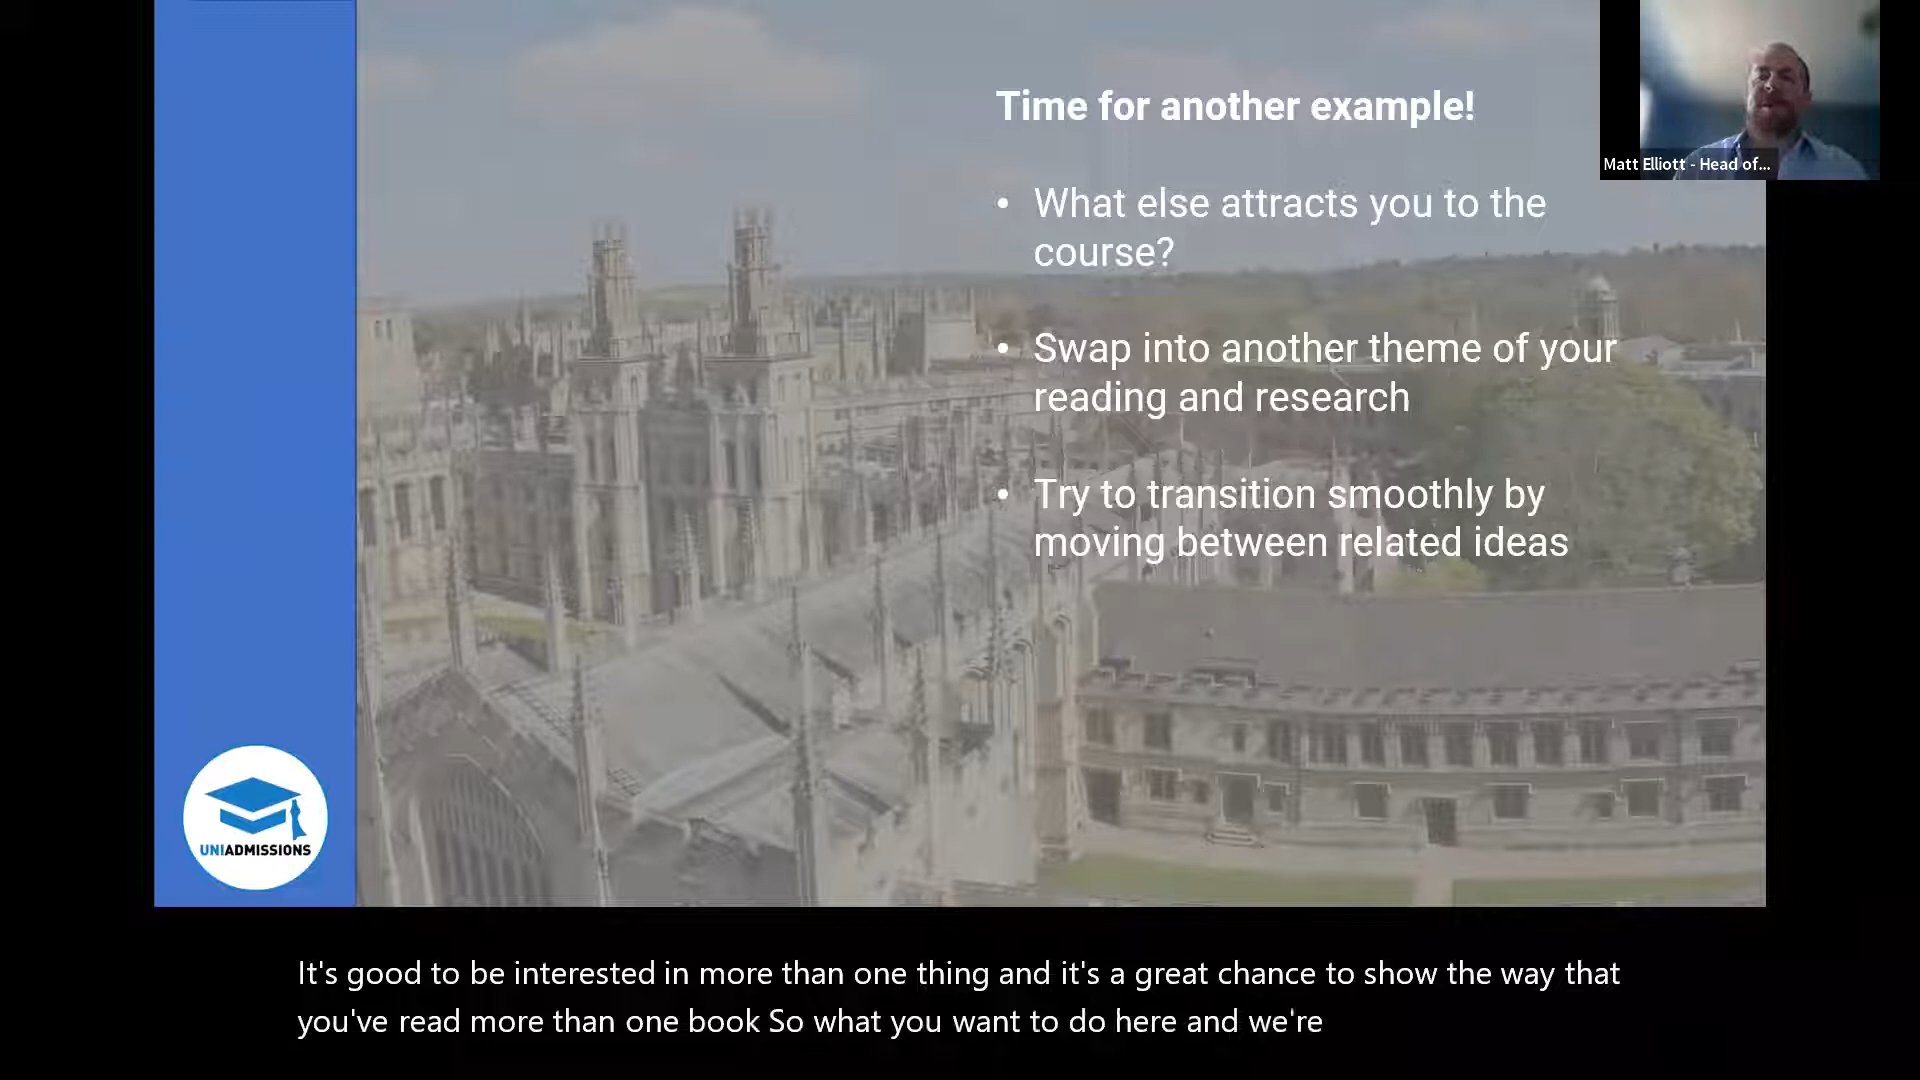 Time for another example!
Matt Elliott - Head of...
• What else attracts you to the
course?
• Swap into another theme of your
reading and research
• Try to transition smoothly by
moving between related ideas
UNIADMISSIONS
It's good to be interested in more than one thing and it's a great chance to show the way that
you've read more than one book So what you want to do here and we're